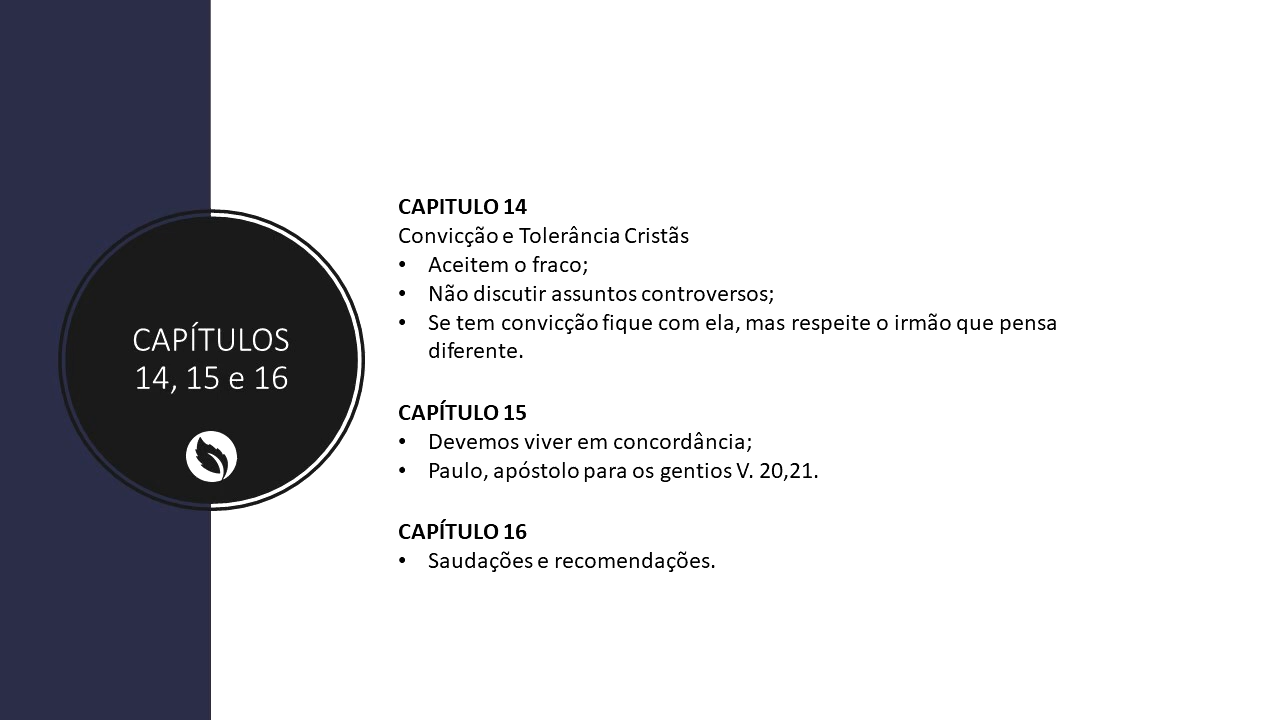 CAPÍTULOS
14, 15 e 16
CAPITULO 14
Convicção e Tolerância Cristãs
• Aceitem o fraco;
• Não discutir assuntos controversos;
• Se tem convicção fique com ela, mas respeite o irmão que pensa
diferente.
CAPÍTULO 15
• Devemos viver em concordância;
• Paulo, apóstolo para os gentios V. 20,21.
CAPÍTULO 16
• Saudações e recomendações.